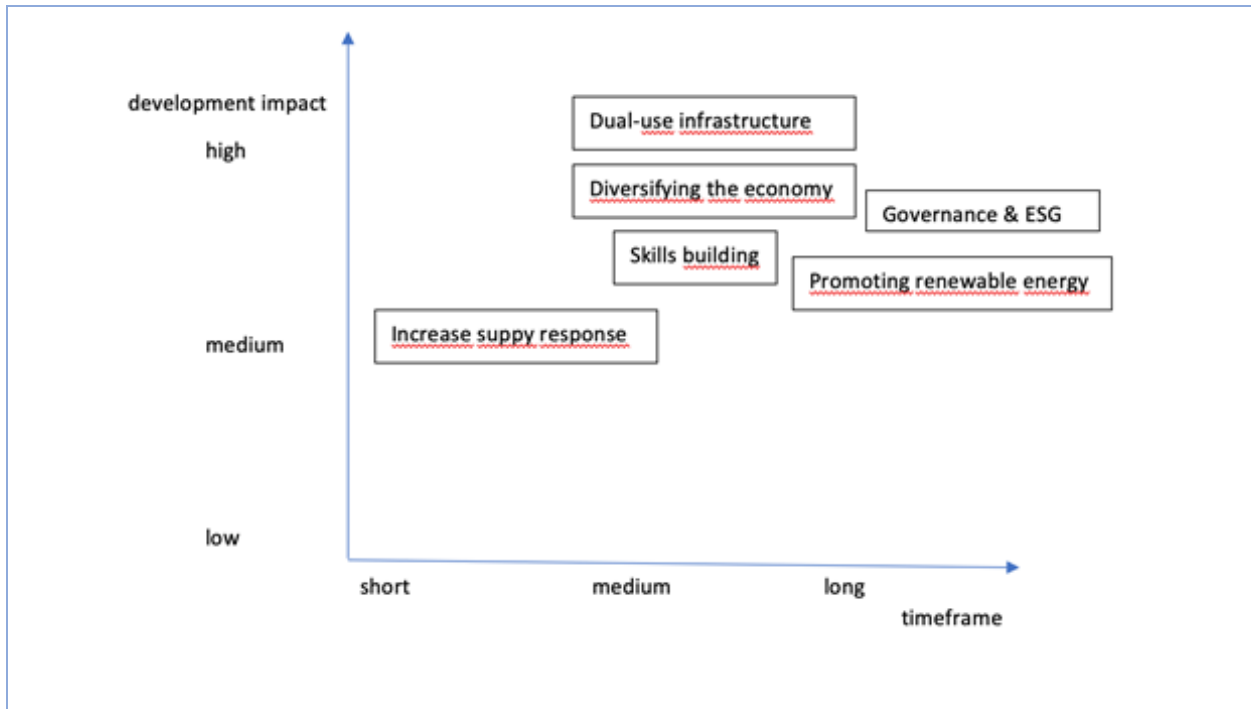 development impact
Dual-use infrastructure
high
Diversifying the economy
Governance & ESG
Skills building
Promoting renewable energy
Increase suppy response
medium
low
short medium long
timeframe